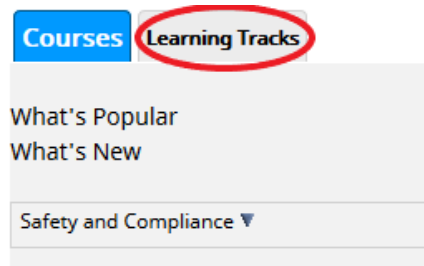 Courses Learning Tracks
What's Popular
What's New
Safety and Compliance